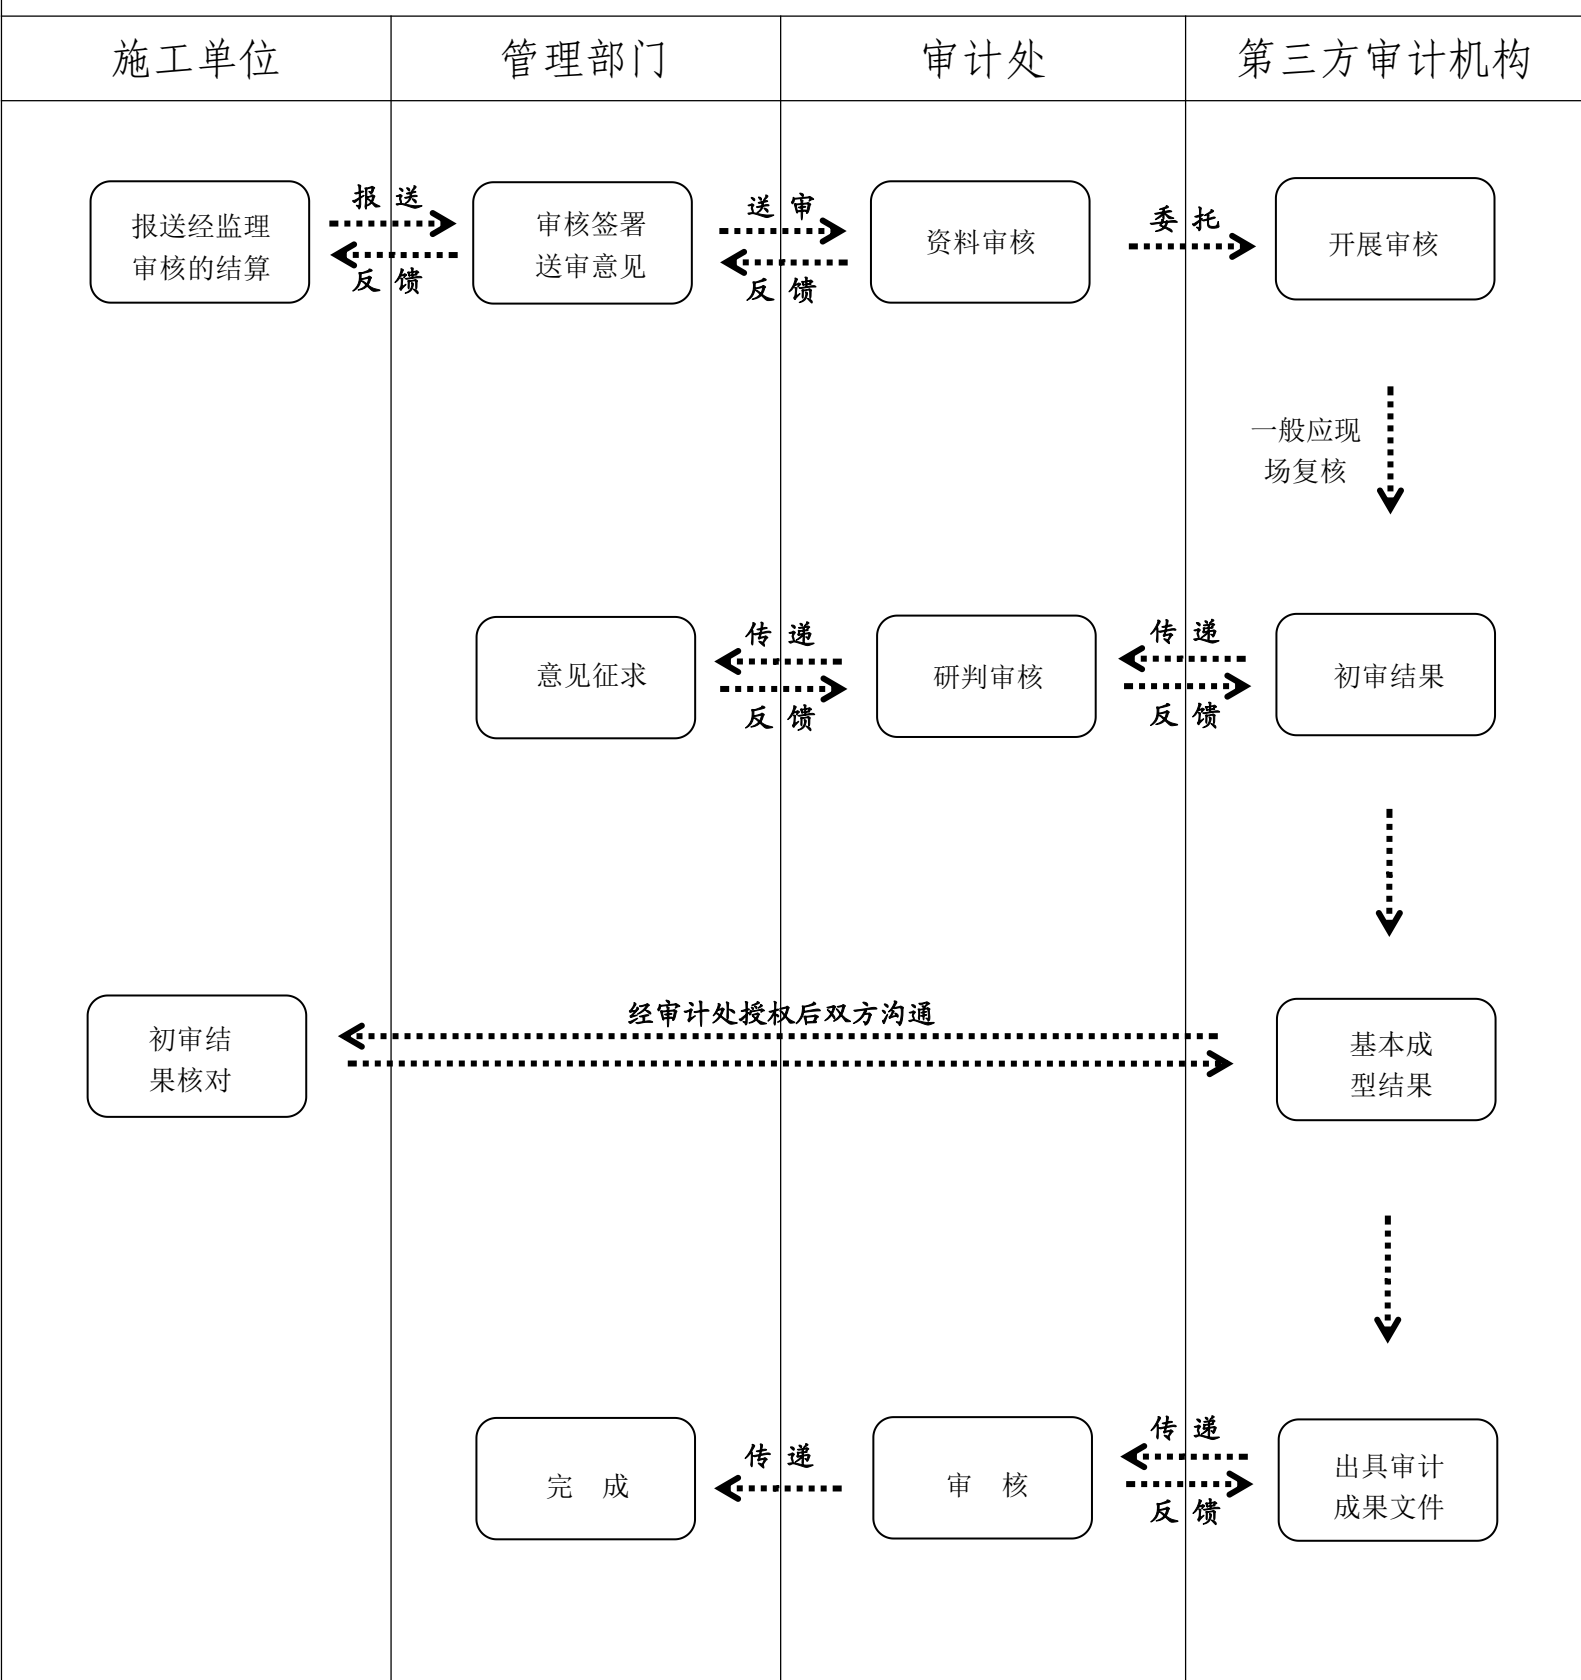 施工单位
管理部门
审计处
第三方审计机构
报送经监理
审核的结算
报 送
反 馈
审核签署
送审意见
送 审
反 馈
资料审核
委 托
开展审核
一般应现
场复核
意见征求
传 递
反 馈
研判审核
传 递
反 馈
初审结果
初审结
果核对
经审计处授权后双方沟通
基本成
型结果
完 成
传 递
审 核
传 递
反 馈
出具审计
成果文件